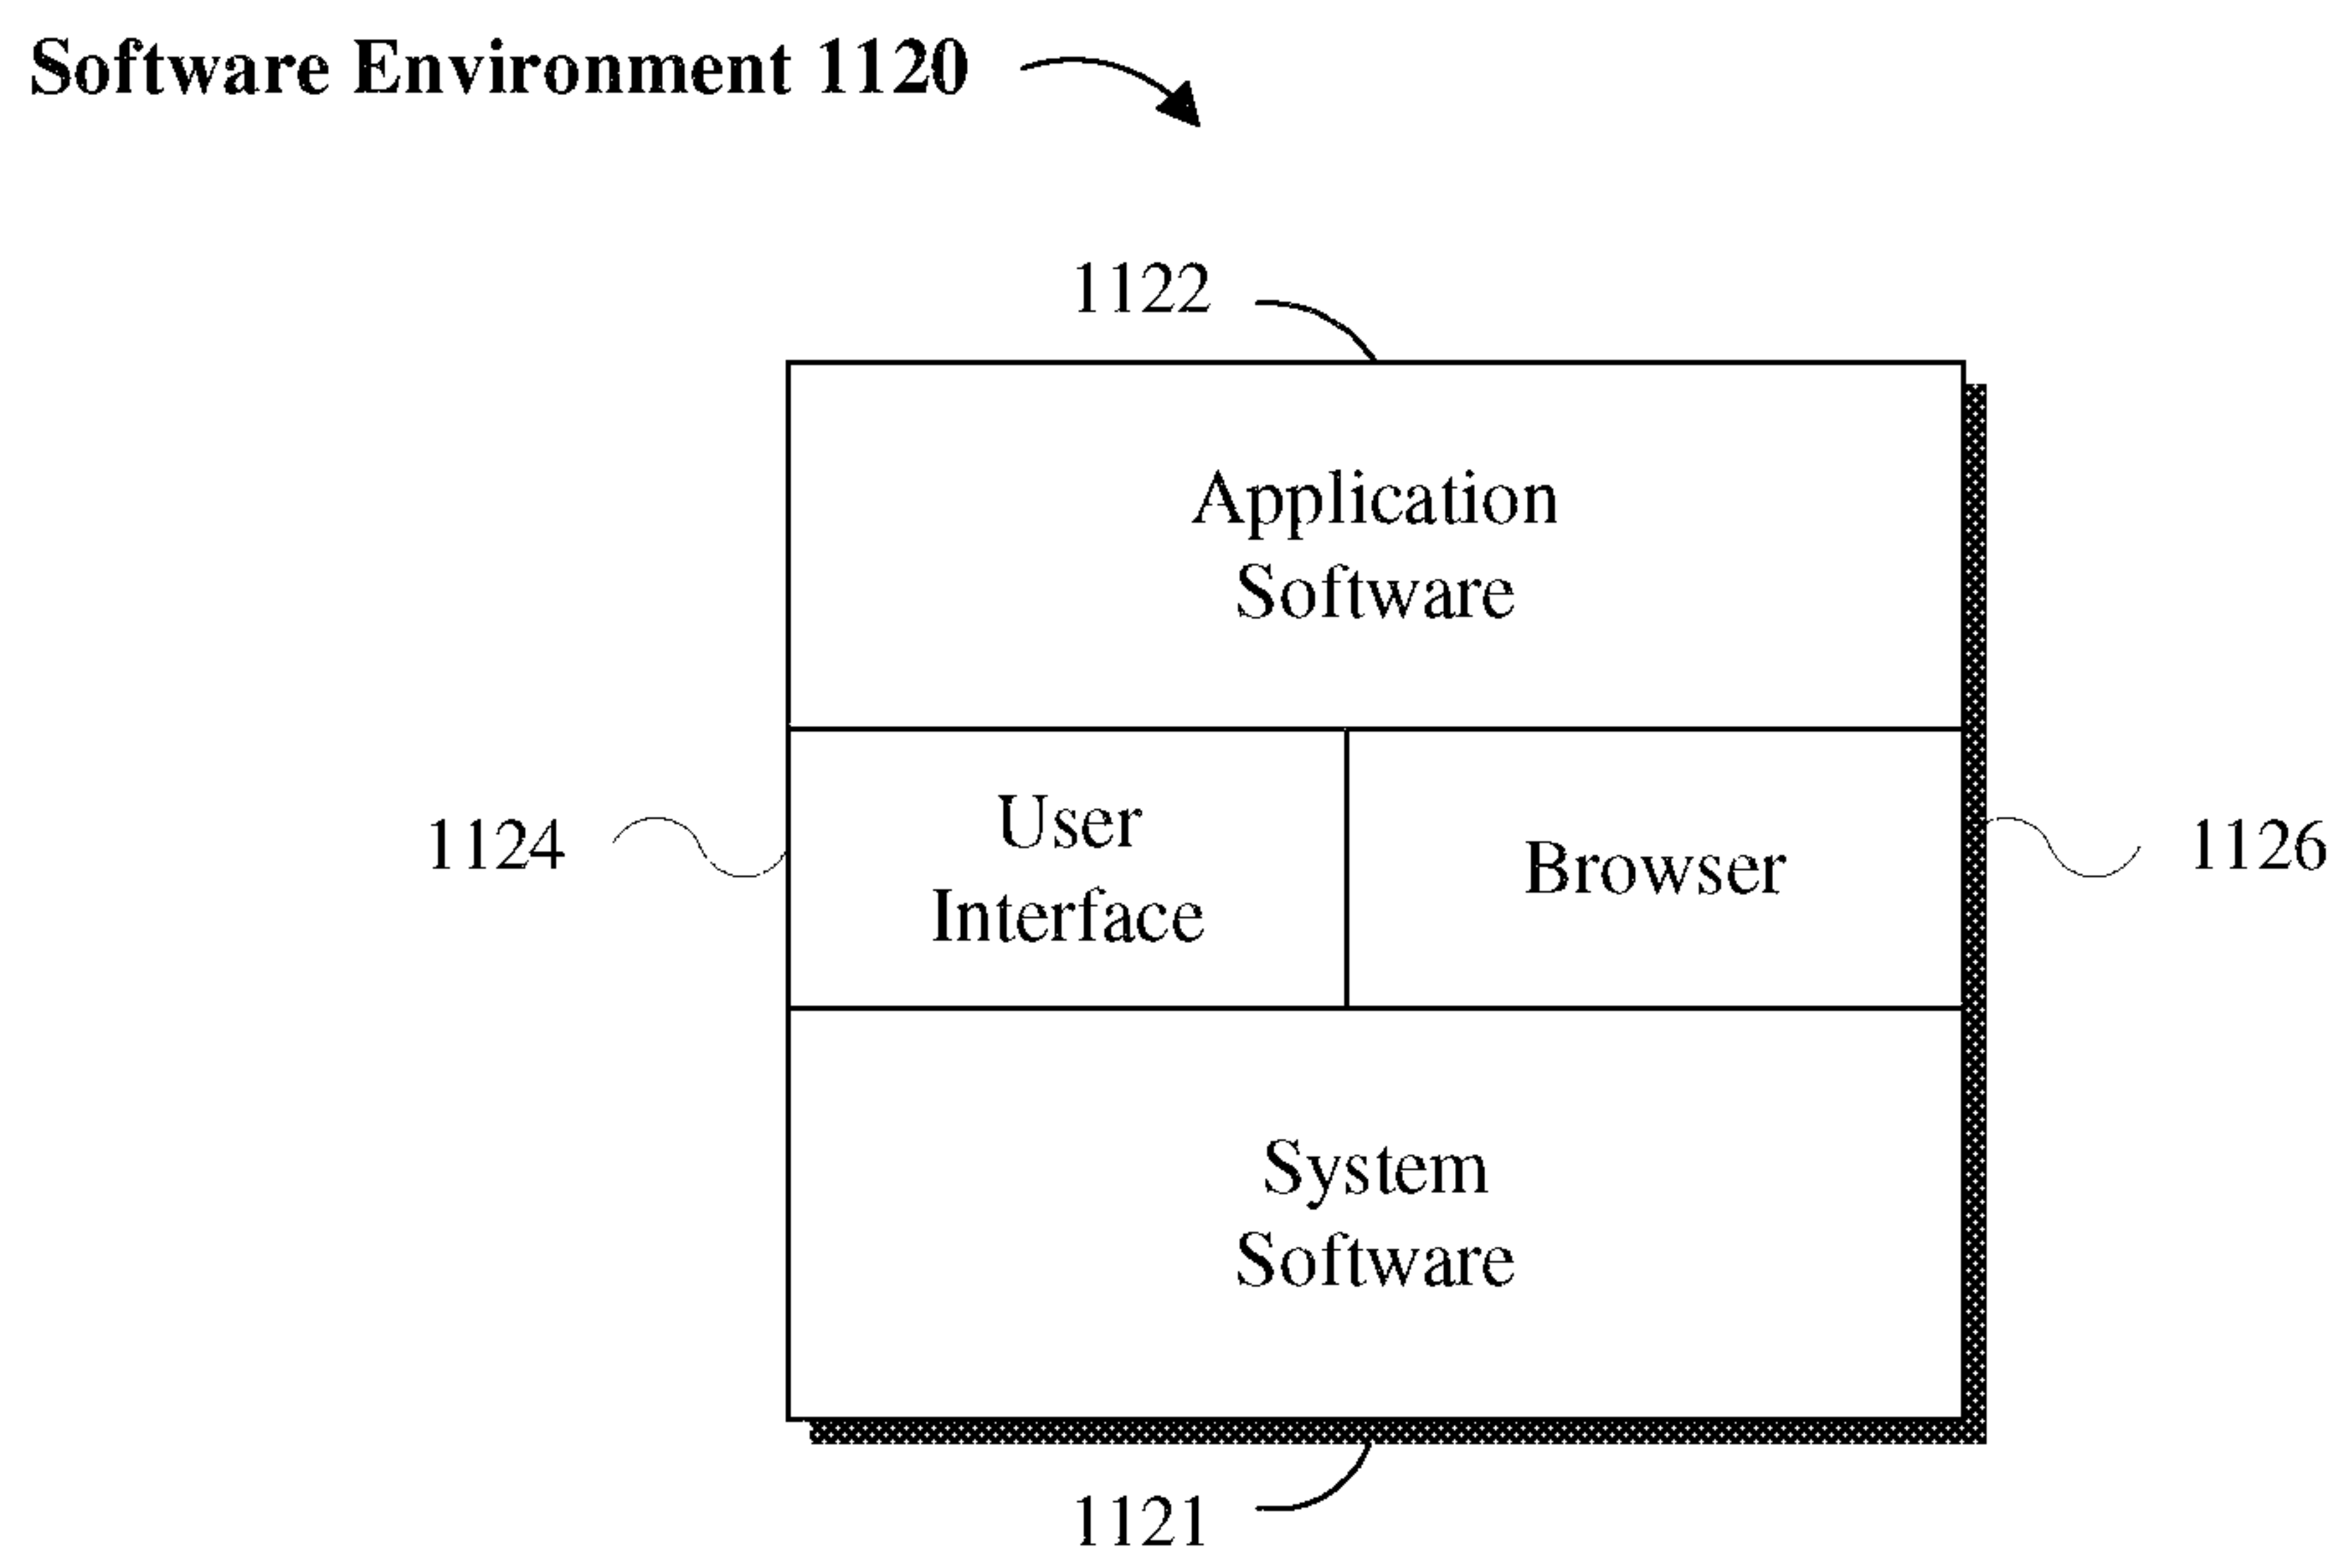 Software Environment 1120
1122
Application
Software
1124
User
Interface
Browser
1126
System
Software
1121